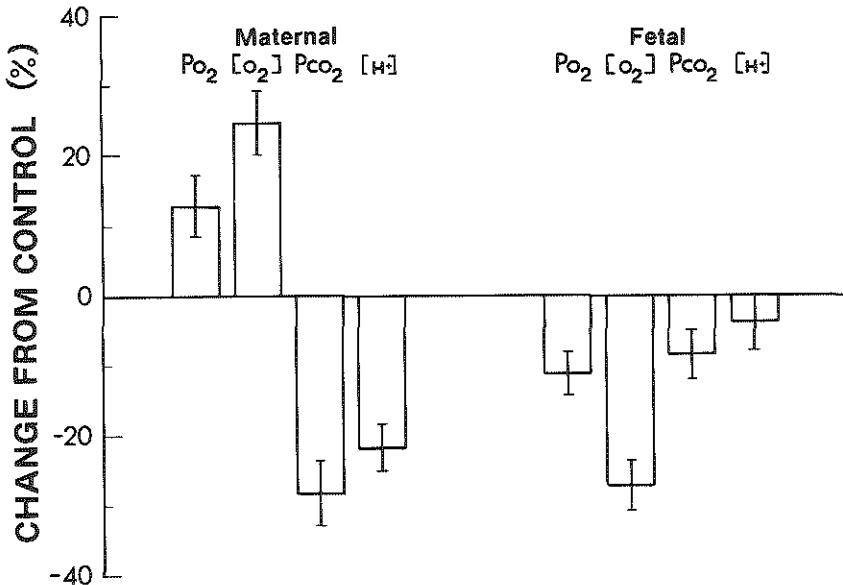 CHANGE FROM CONTROL (%)
40
20
0
-20
-40
Maternal
Po₂ [o₂] Pco₂ [H+]
Fetal
Po₂ [o₂] Pco₂ [H+]